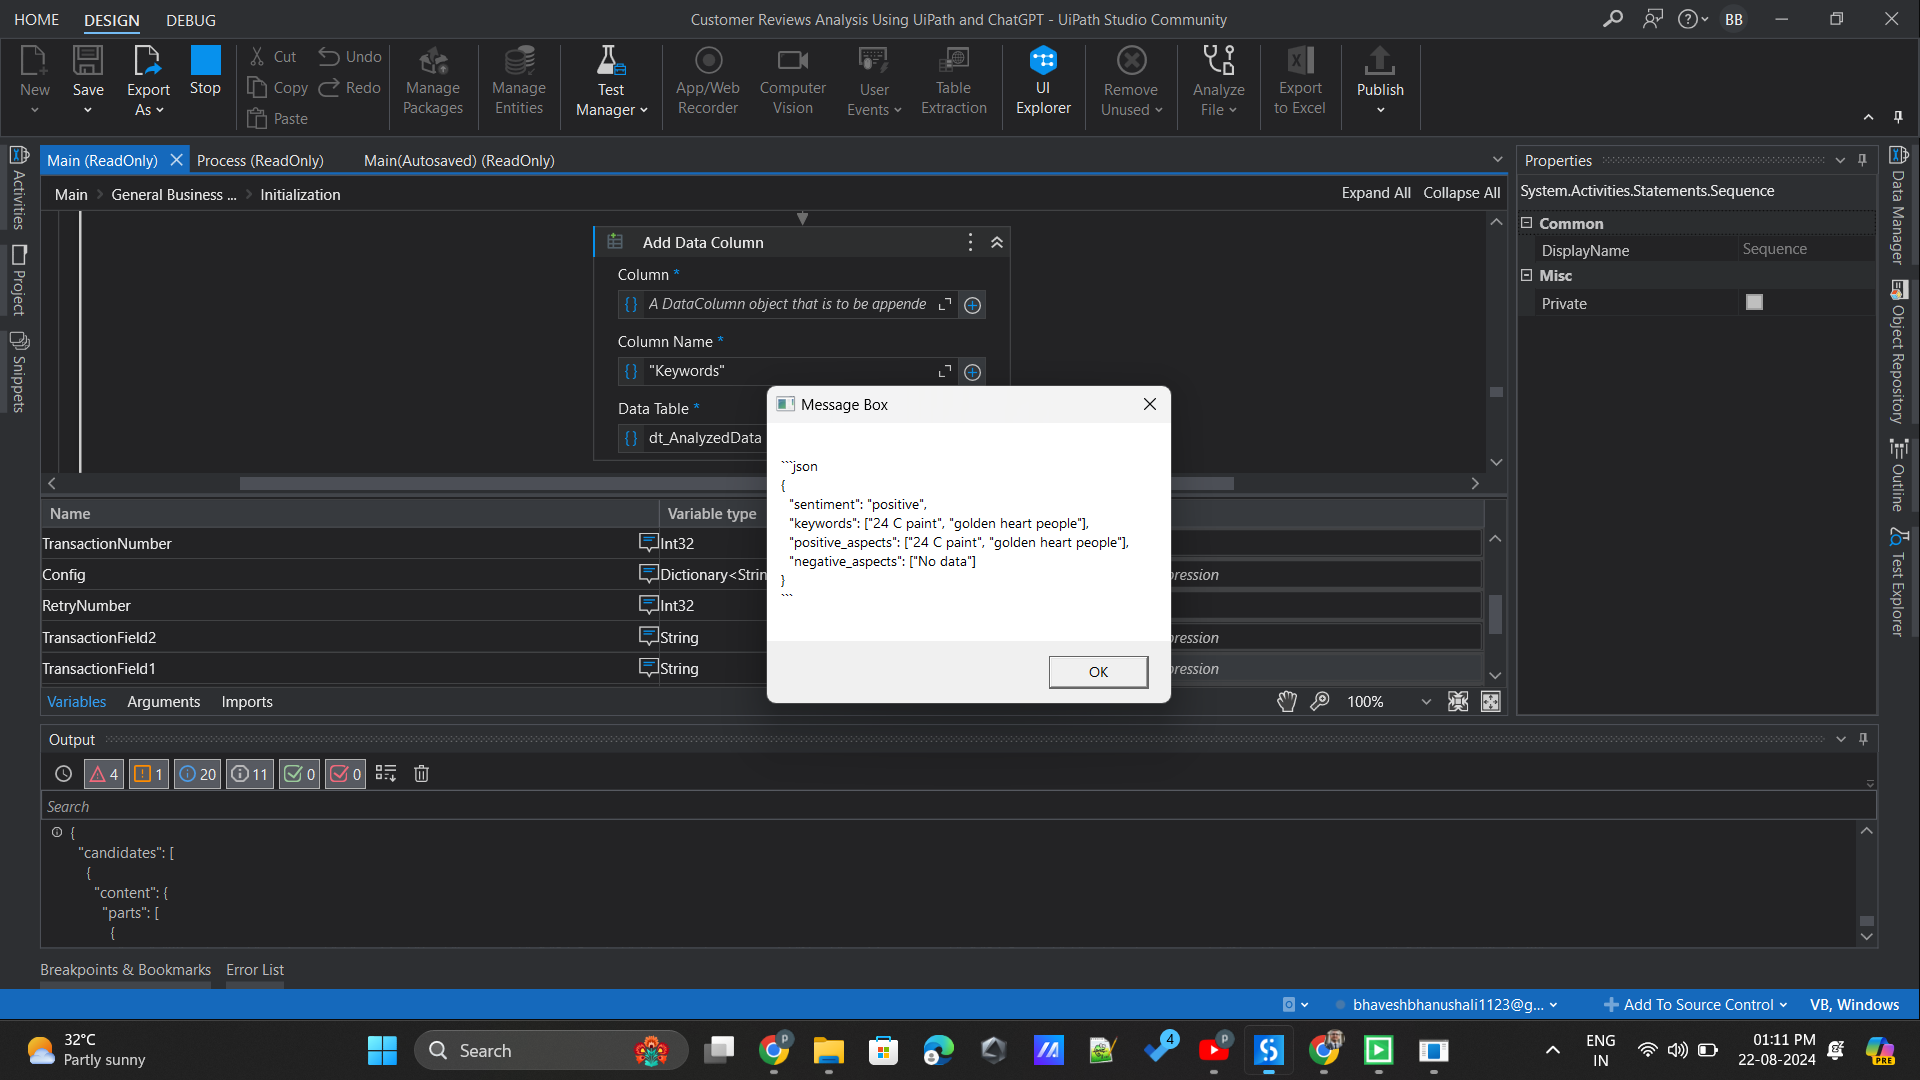 HOME DESIGN DEBUG
Customer Reviews Analysis Using UiPath and ChatGPT - UiPath Studio Community
BB
New
Save
Export As
Stop
Cut
Copy
Paste
Undo
Redo
Manage Packages
Manage Entities
Test Manager
App/Web Recorder
Computer Vision
User Events
Table Extraction
UI Explorer
Remove Unused
Analyze File
Export to Excel
Publish
Activities
Project
Snippets
Main (ReadOnly) Process (ReadOnly) Main(Autosaved) (ReadOnly)
Main General Business ... Initialization
Expand All Collapse All
Add Data Column
Column *
{} A DataColumn object that is to be appende
Column Name *
{} "Keywords"
Data Table *
{} dt_AnalyzedData
Message Box
```json
{
"sentiment": "positive",
"keywords": ["24 C paint", "golden heart people"],
"positive_aspects": ["24 C paint", "golden heart people"],
"negative_aspects": ["No data"]
}
```
OK
Name Variable type
TransactionNumber Int32
Config Dictionary<Strin ression
RetryNumber Int32
TransactionField2 String ression
TransactionField1 String ression
Variables Arguments Imports
100%
Properties
System.Activities.Statements.Sequence
Common
DisplayName Sequence
Misc
Private
Data Manager
Object Repository
Outline
Test Explorer
Output
4 1 20 11 0 0
Search
{
"candidates": [
{
"content": {
"parts": [
{
Breakpoints & Bookmarks Error List
bhaveshbhanushali1123@g... Add To Source Control VB, Windows
32°C
Partly sunny
Search
P
4
P
ENG
IN
01:11 PM
22-08-2024
PRE